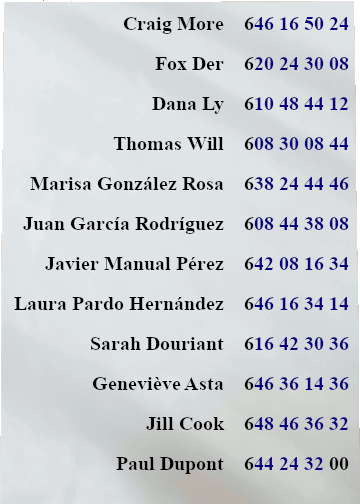 Craig More 646 16 50 24
Fox Der 620 24 30 08
Dana Ly 610 48 44 12
Thomas Will 608 30 08 44
Marisa González Rosa 638 24 44 46
Juan García Rodríguez 608 44 38 08
Javier Manual Pérez 642 08 16 34
Laura Pardo Hernández 646 16 34 14
Sarah Douriant 616 42 30 36
Geneviève Asta 646 36 14 36
Jill Cook 648 46 36 32
Paul Dupont 644 24 32 00